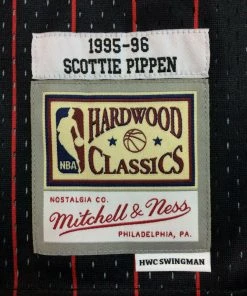 1995-96
SCOTTIE PIPPEN
HARDWOOD
NBA
CLASSICS
NOSTALGIA CO.
Mitchell & Ness
PHILADELPHIA, PA.
HWC SWINGMAN